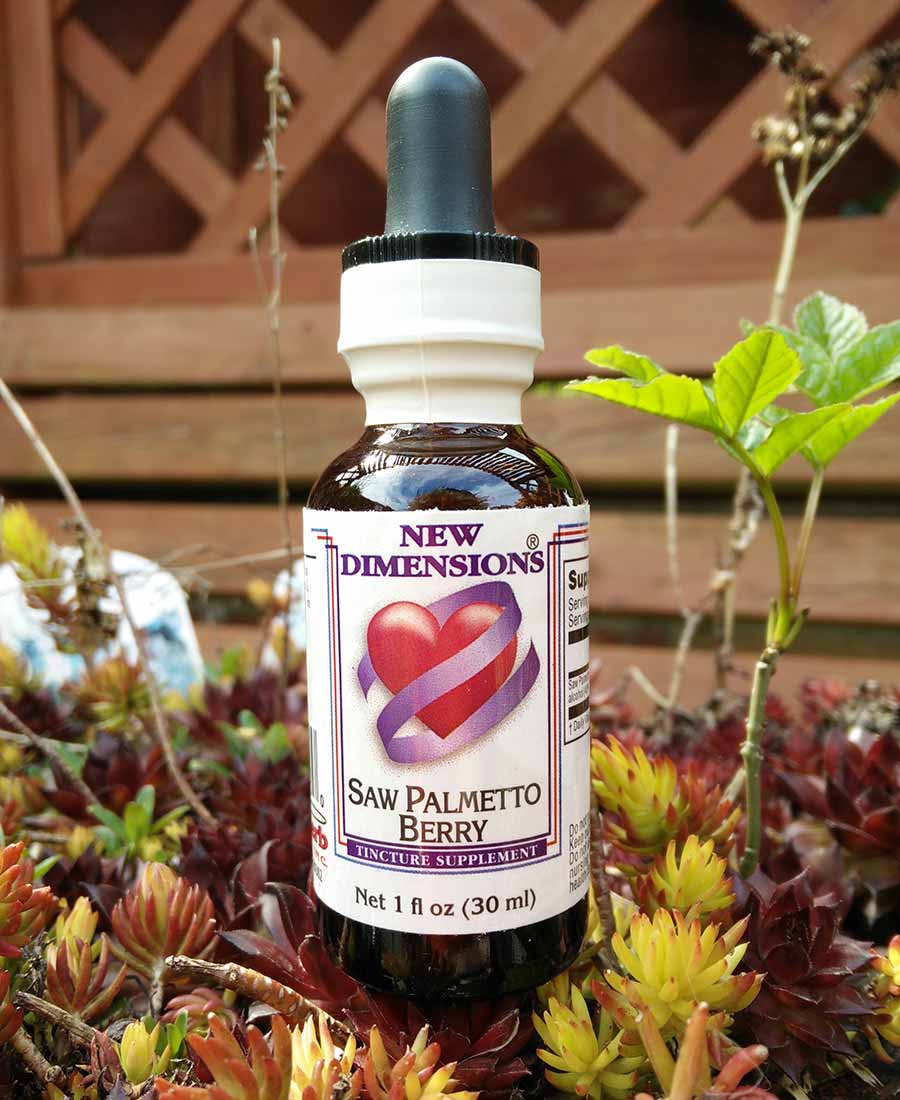 NEW
DIMENSIONS®
SAW PALMETTO
BERRY
TINCTURE SUPPLEMENT
Net 1 fl oz (30 ml)